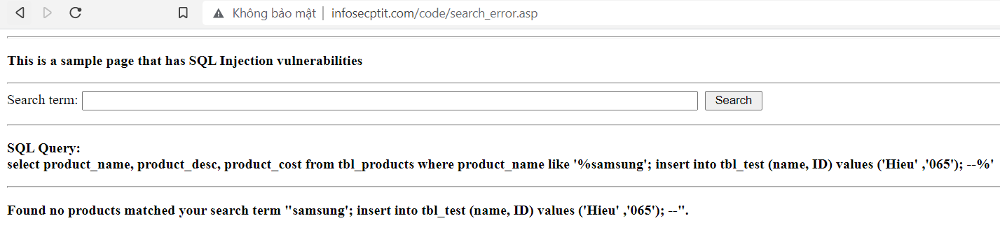 Không bảo mật | infosecptit.com/code/search_error.asp
This is a sample page that has SQL Injection vulnerabilities
Search term: Search
SQL Query:
select product_name, product_desc, product_cost from tbl_products where product_name like '%samsung'; insert into tbl_test (name, ID) values ('Hieu' ,'065'); --%'
Found no products matched your search term "samsung'; insert into tbl_test (name, ID) values ('Hieu' ,'065'); --".